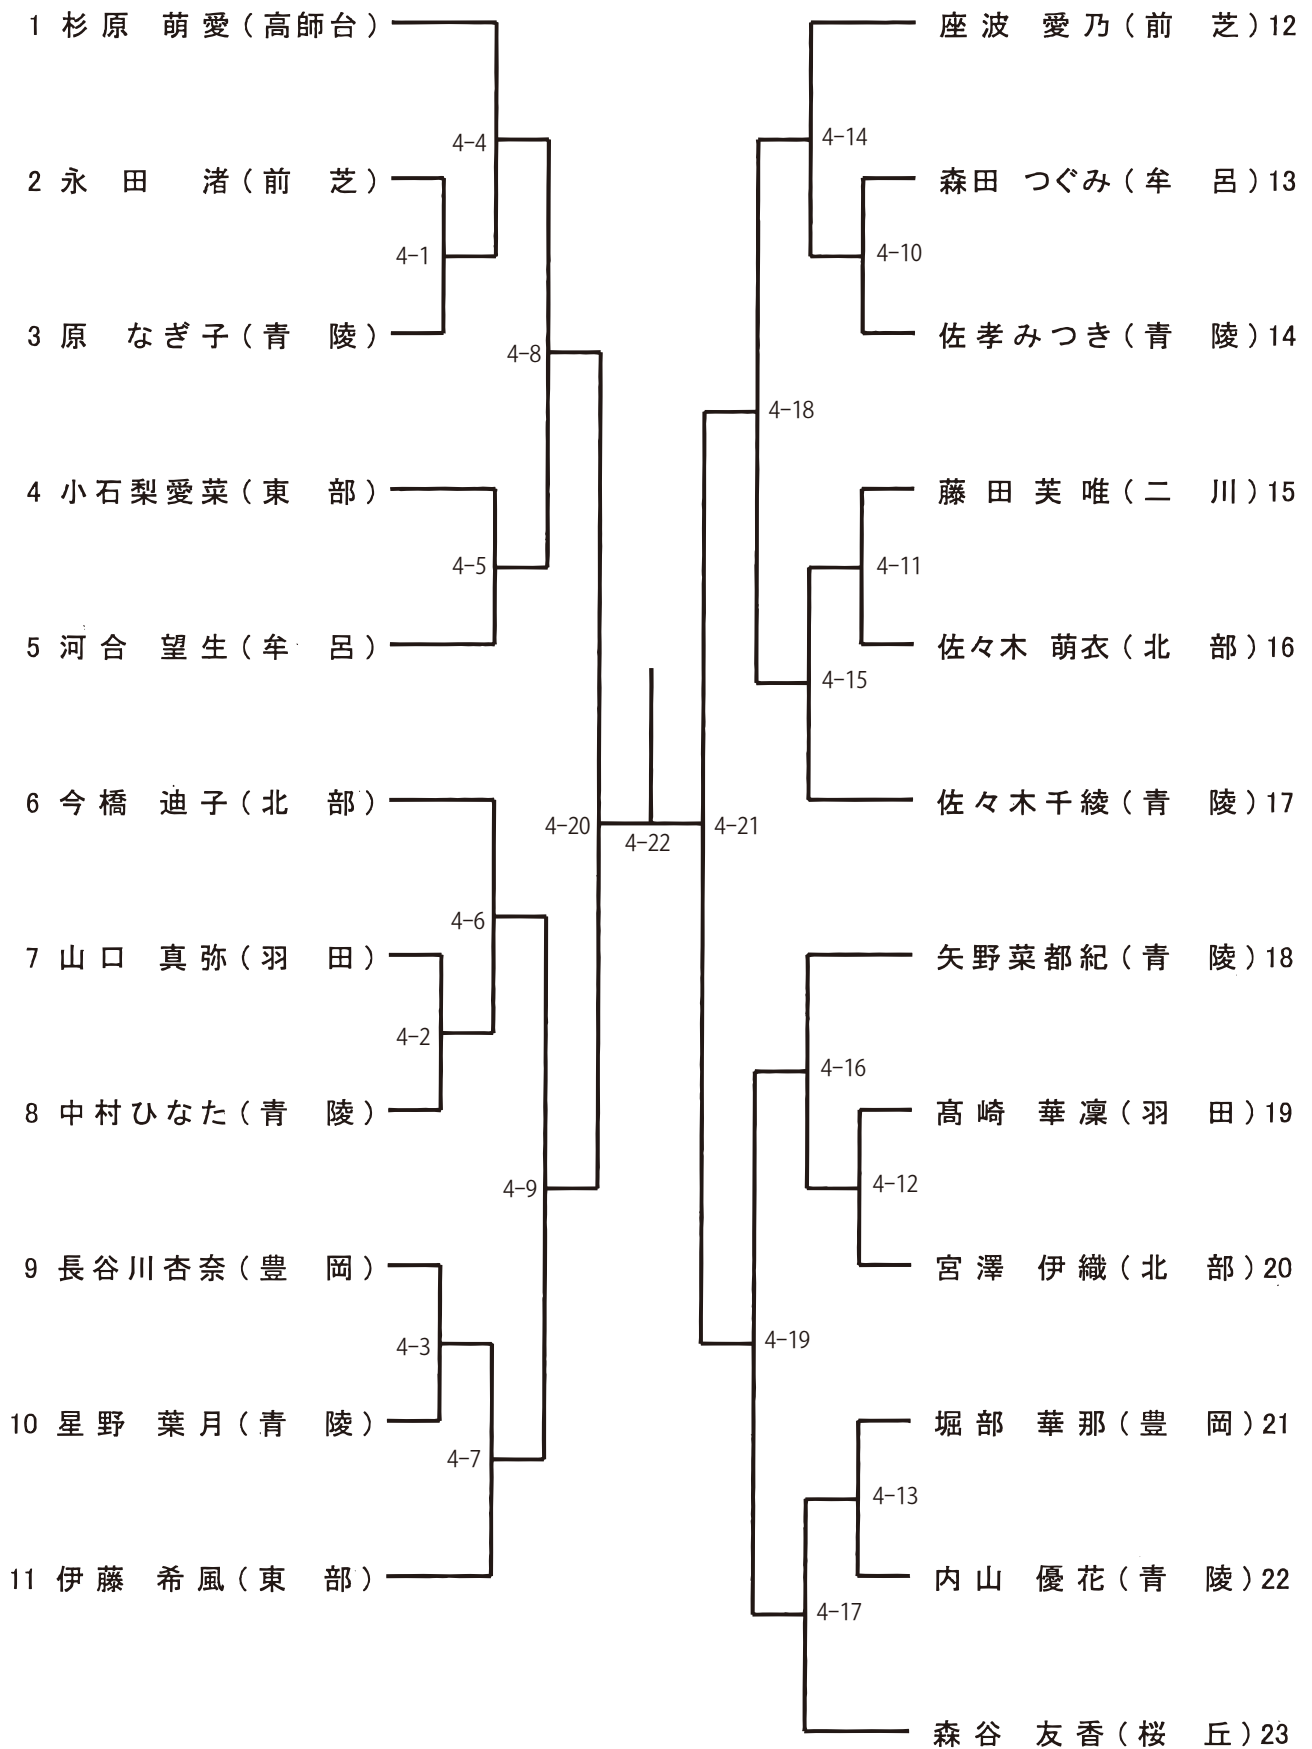 1 杉原 萌愛(高師台)
2 永田 渚(前 芝)
3 原 なぎ子(青 陵)
4 小石梨愛菜(東 部)
5 河合 望生(牟 呂)
6 今橋 迪子(北 部)
7 山口 真弥(羽 田)
8 中村ひなた(青 陵)
9 長谷川杏奈(豊 岡)
10 星野 葉月(青 陵)
11 伊藤 希風(東 部)
4-4
4-1
4-8
4-5
4-6
4-2
4-9
4-3
4-7
4-20
4-22
4-21
4-14
4-10
4-18
4-11
4-15
4-16
4-12
4-19
4-13
4-17
座波 愛乃(前 芝)12
森田 つぐみ(牟 呂)13
佐孝みつき(青 陵)14
藤田芙唯(二 川)15
佐々木 萌衣(北 部)16
佐々木千綾(青 陵)17
矢野菜都紀(青 陵)18
髙崎 華凜(羽 田)19
宮澤 伊織(北 部)20
堀部 華那(豊 岡)21
内山 優花(青 陵)22
森谷 友香(桜 丘)23